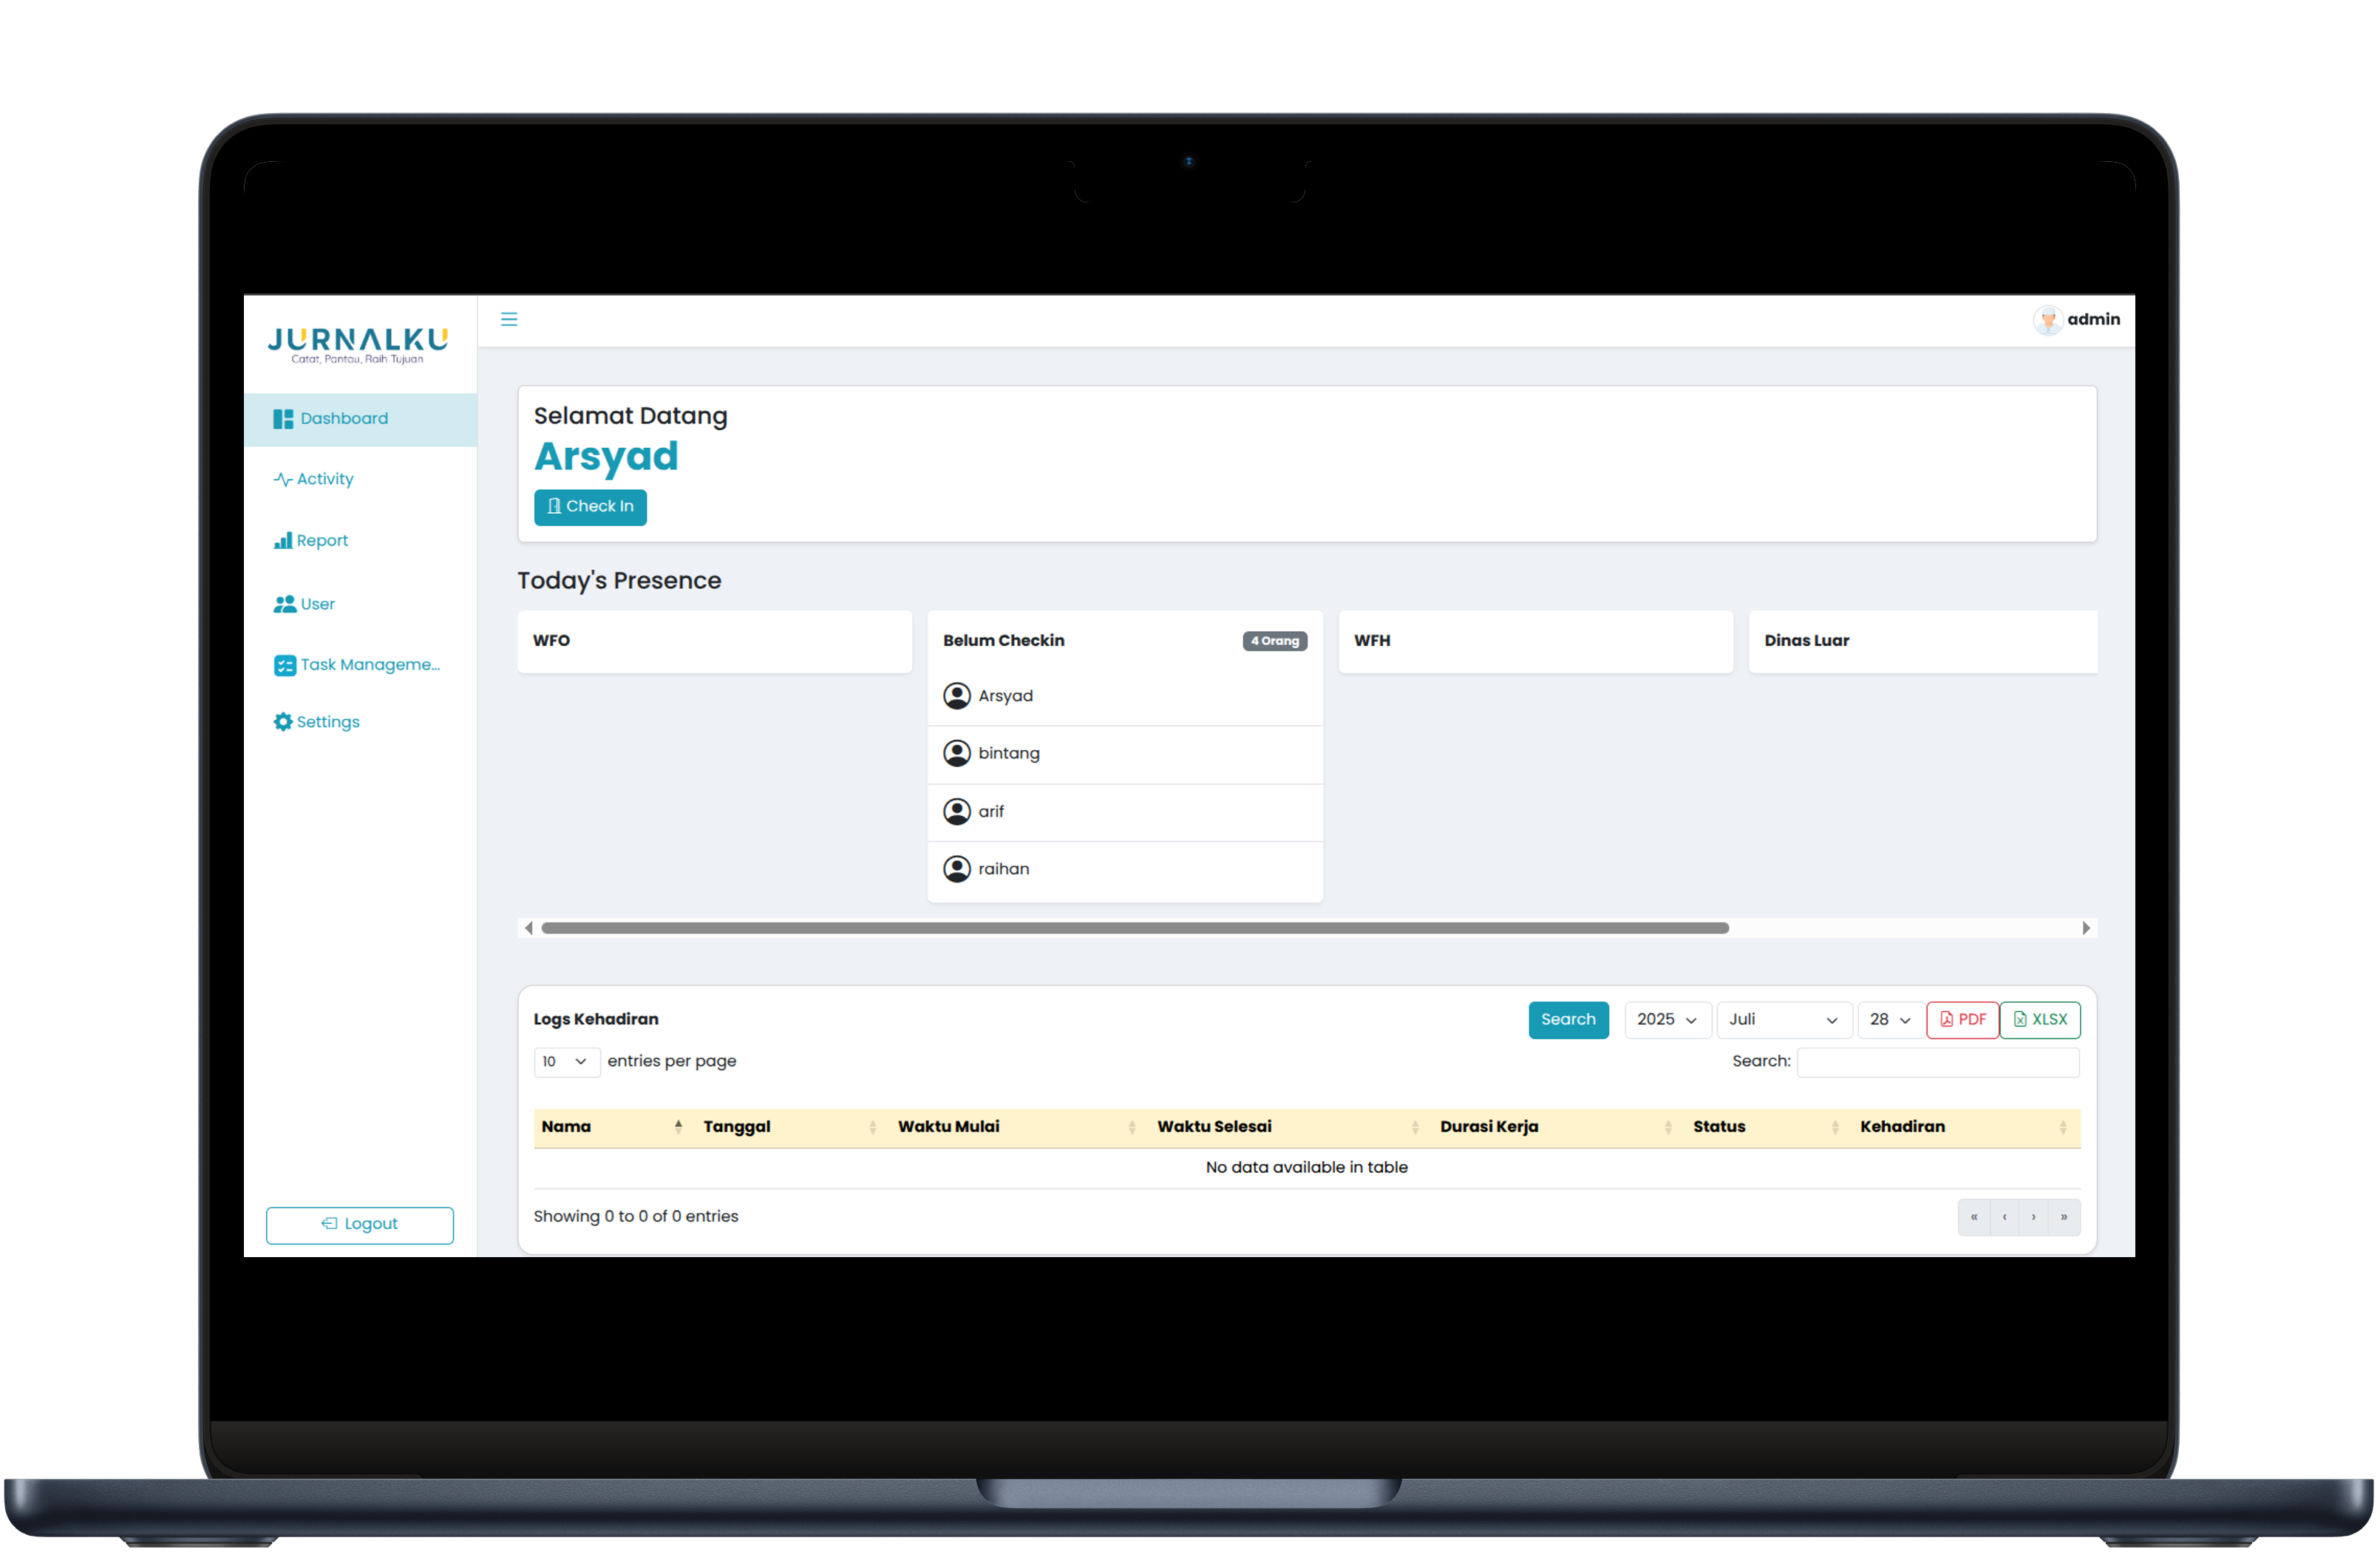 JURNALKU
Catat, Pantau, Raih Tujuan
admin
Dashboard
Activity
Report
User
Task Manageme...
Settings
Logout
Selamat Datang
Arsyad
Check In
Today's Presence
WFO
Belum Checkin 4 Orang
Arsyad
bintang
arif
raihan
WFH
Dinas Luar
Logs Kehadiran Search 2025 Juli 28 PDF XLSX
10 entries per page Search:
Nama Tanggal Waktu Mulai Waktu Selesai Durasi Kerja Status Kehadiran
No data available in table
Showing 0 to 0 of 0 entries « ‹ › »